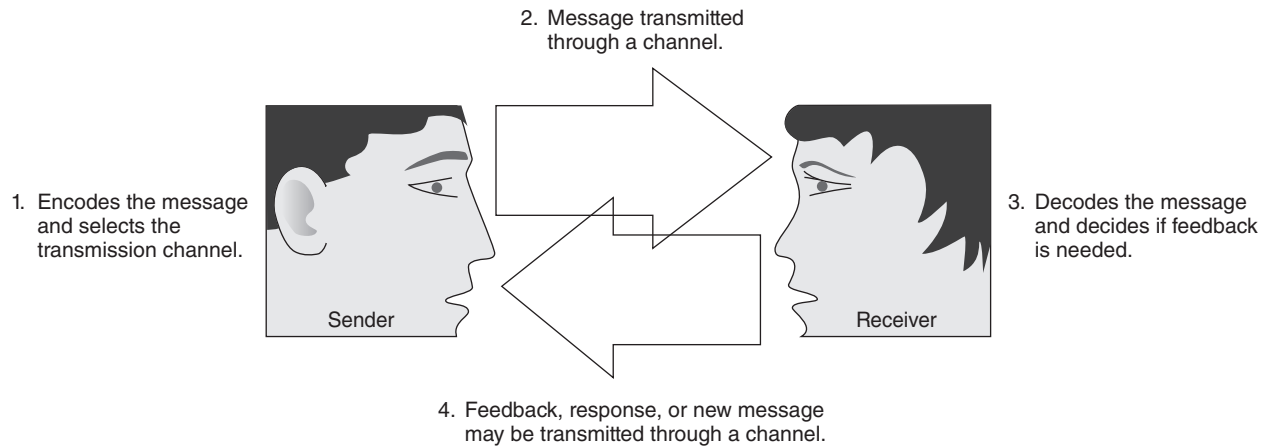 2. Message transmitted
through a channel.
1. Encodes the message
and selects the
transmission channel.
3. Decodes the message
and decides if feedback
is needed.
Sender
Receiver
4. Feedback, response, or new message
may be transmitted through a channel.